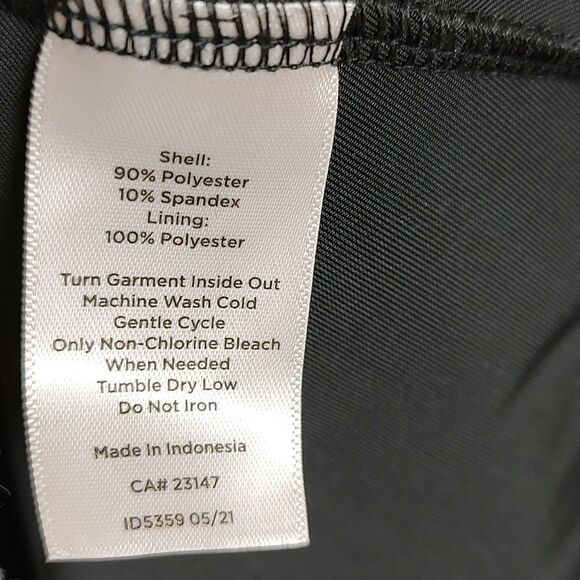 Shell:
90% Polyester
10% Spandex
Lining:
100% Polyester
Turn Garment Inside Out
Machine Wash Cold
Gentle Cycle
Only Non-Chlorine Bleach
When Needed
Tumble Dry Low
Do Not Iron
Made In Indonesia
CA# 23147
ID5359 05/21